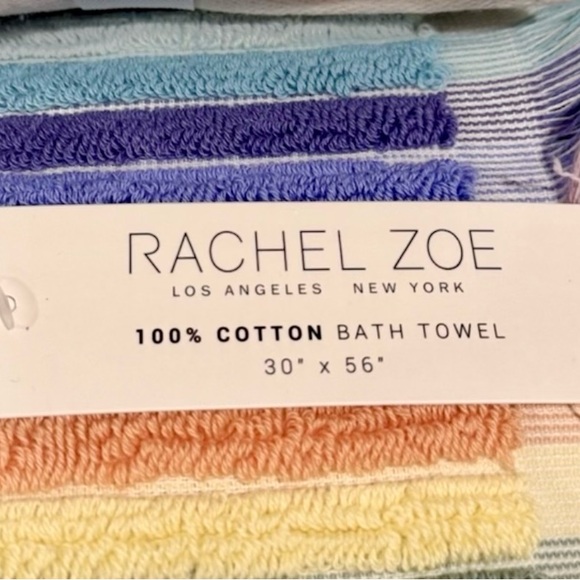 RACHEL ZOE
LOS ANGELES NEW YORK
100% COTTON BATH TOWEL
30" x 56"